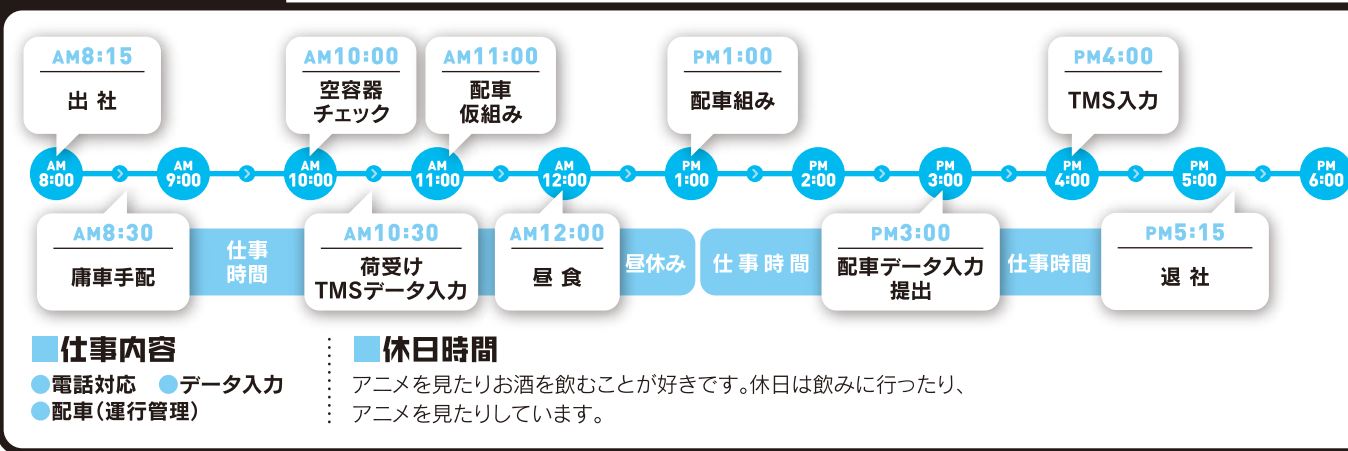 AM8:15
出社
AM10:00
空容器
チェック
AM11:00
配車
仮組み
PM1:00
配車組み
PM4:00
TMS入力
AM
8:00
AM
9:00
AM
10:00
AM
11:00
AM
12:00
PM
1:00
PM
2:00
PM
3:00
PM
4:00
PM
5:00
PM
6:00
AM8:30
庸車手配
仕事
時間
AM10:30
荷受け
TMSデータ入力
AM12:00
昼食
昼休み
仕事時間
PM3:00
配車データ入力
提出
仕事時間
PM5:15
退社
■仕事内容
●電話対応 ●データ入力
●配車(運行管理)
■休日時間
アニメを見たりお酒を飲むことが好きです。休日は飲みに行ったり、
アニメを見たりしています。